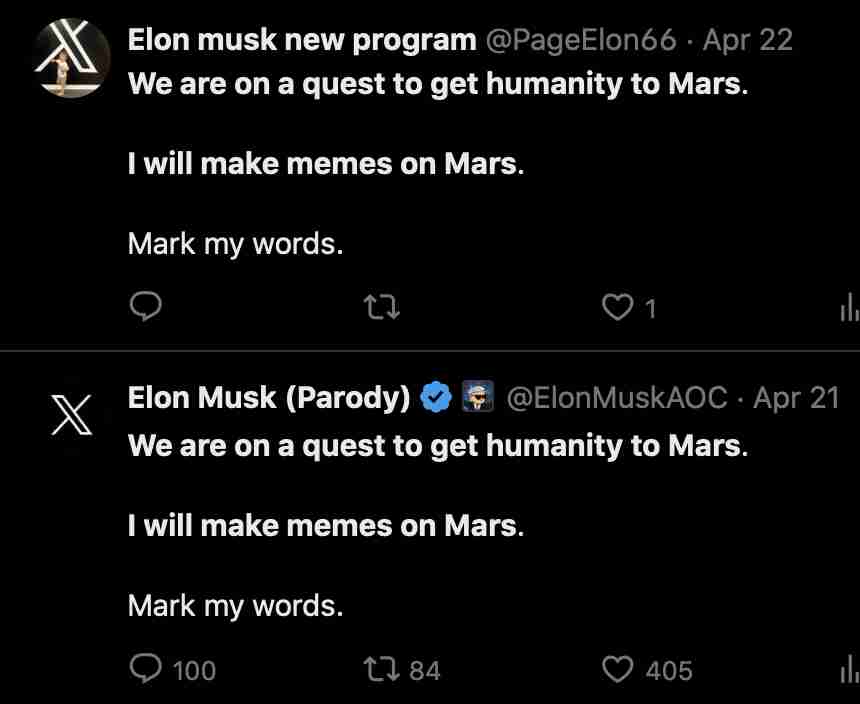 Elon musk new program @PageElon66 · Apr 22
We are on a quest to get humanity to Mars.
I will make memes on Mars.
Mark my words.
1
Elon Musk (Parody) @ElonMuskAOC · Apr 21
We are on a quest to get humanity to Mars.
I will make memes on Mars.
Mark my words.
100 84 405